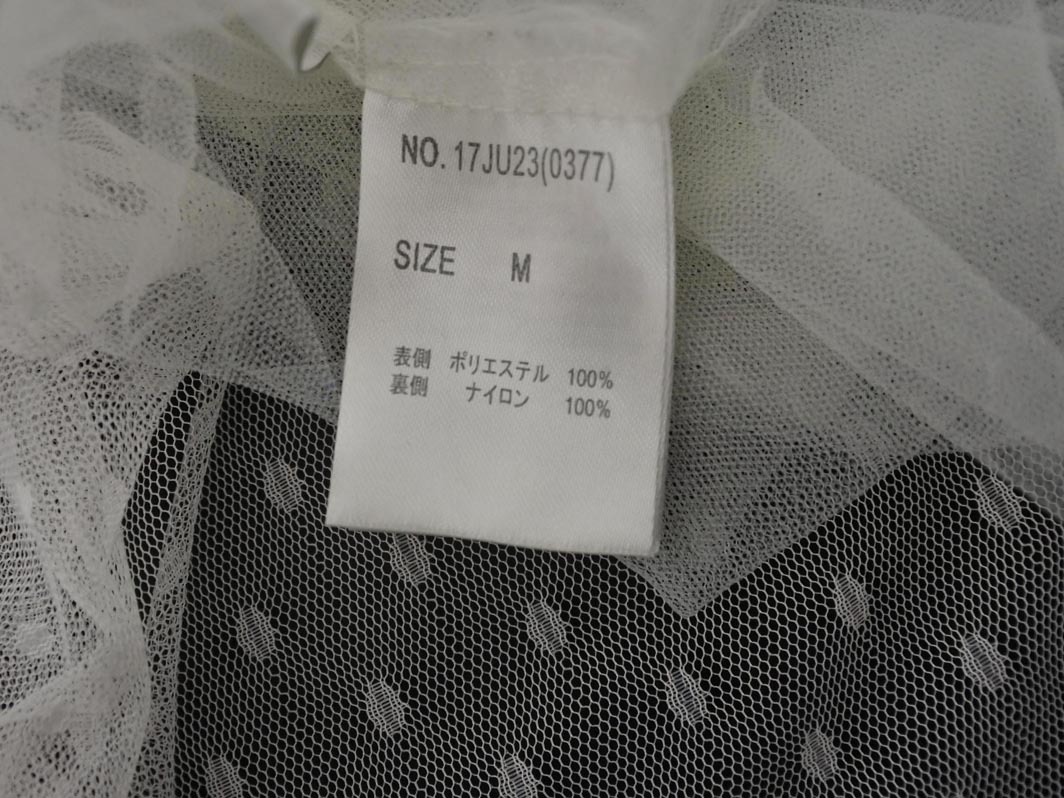 NO. 17JU23(0377)
SIZE M
表側 ポリエステル 100%
裏側 ナイロン 100%